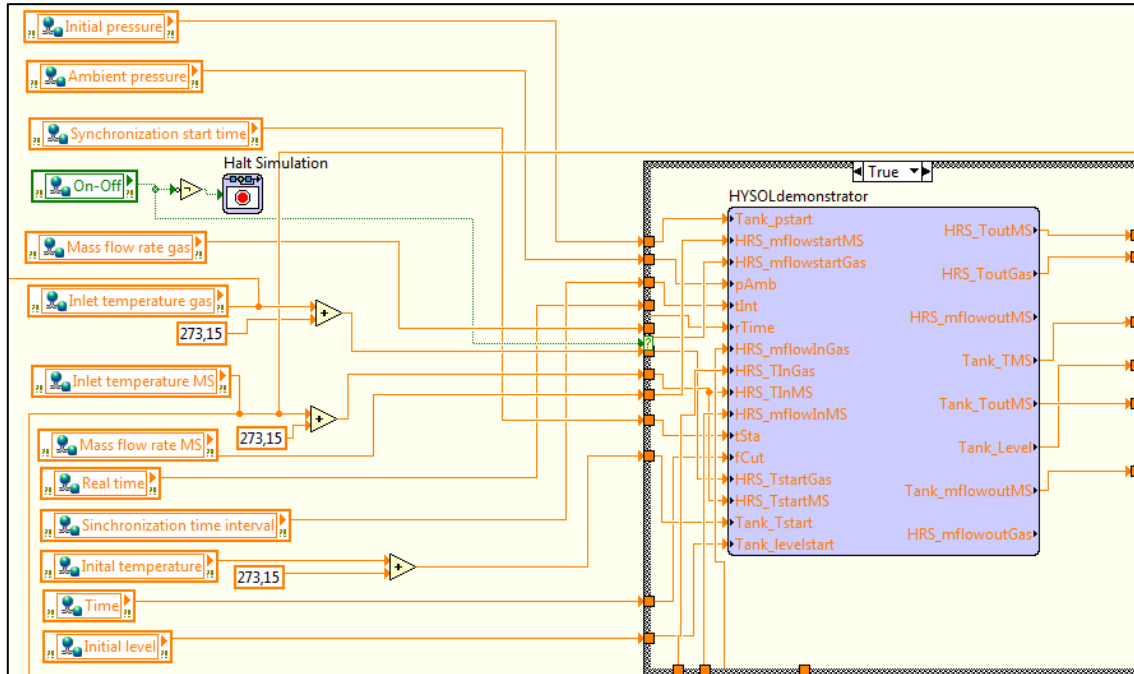 Initial pressure
Ambient pressure
Synchronization start time
Halt Simulation
On-Off
Mass flow rate gas
Inlet temperature gas
273,15
Inlet temperature MS
273,15
Mass flow rate MS
Real time
Sinchronization time interval
Inital temperature
273,15
Time
Initial level
True
HYSOLdemonstrator
Tank_pstart
HRS_mflowstartMS
HRS_mflowstartGas
pAmb
tInt
rTime
HRS_mflowInGas
HRS_TInGas
HRS_TInMS
HRS_mflowInMS
tSta
fCut
HRS_TstartGas
HRS_TstartMS
Tank_Tstart
Tank_levelstart
HRS_ToutMS
HRS_ToutGas
HRS_mflowoutMS
Tank_TMS
Tank_ToutMS
Tank_Level
Tank_mflowoutMS
HRS_mflowoutGas